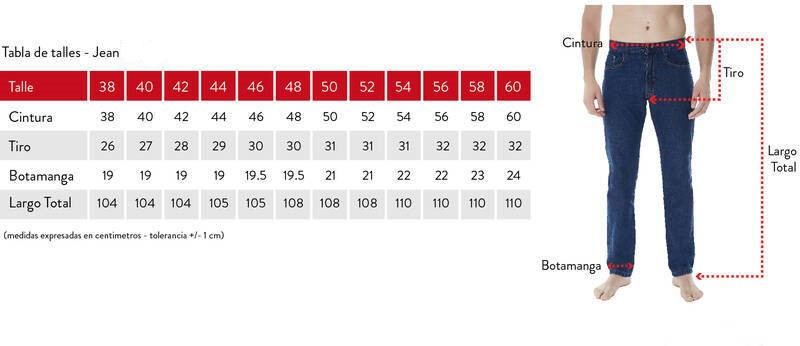 Tabla de talles - Jean
Talle 38 40 42 44 46 48 50 52 54 56 58 60
Cintura 38 40 42 44 46 48 50 52 54 56 58 60
Tiro 26 27 28 29 30 30 31 31 31 32 32 32
Botamanga 19 19 19 19 19.5 19.5 21 21 22 22 23 24
Largo Total 104 104 104 105 105 108 108 108 110 110 110 110
(medidas expresadas en centimetros - tolerancia +/- 1 cm)
Cintura
Tiro
Largo
Total
Botamanga